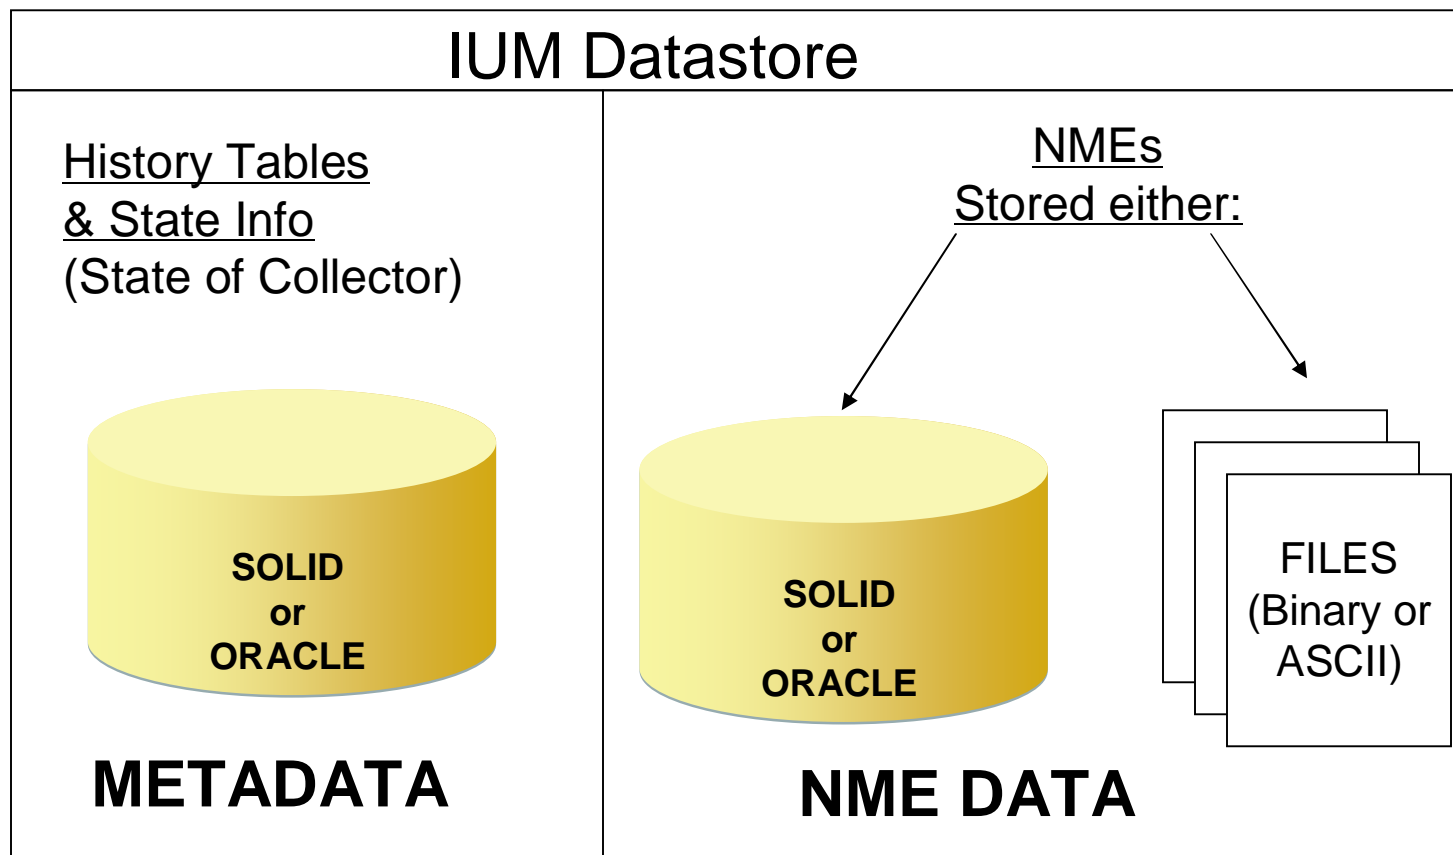 IUM Datastore
History Tables
& State Info
(State of Collector)
SOLID
or
ORACLE
METADATA
NMEs
Stored either:
SOLID
or
ORACLE
FILES
(Binary or
ASCII)
NME DATA